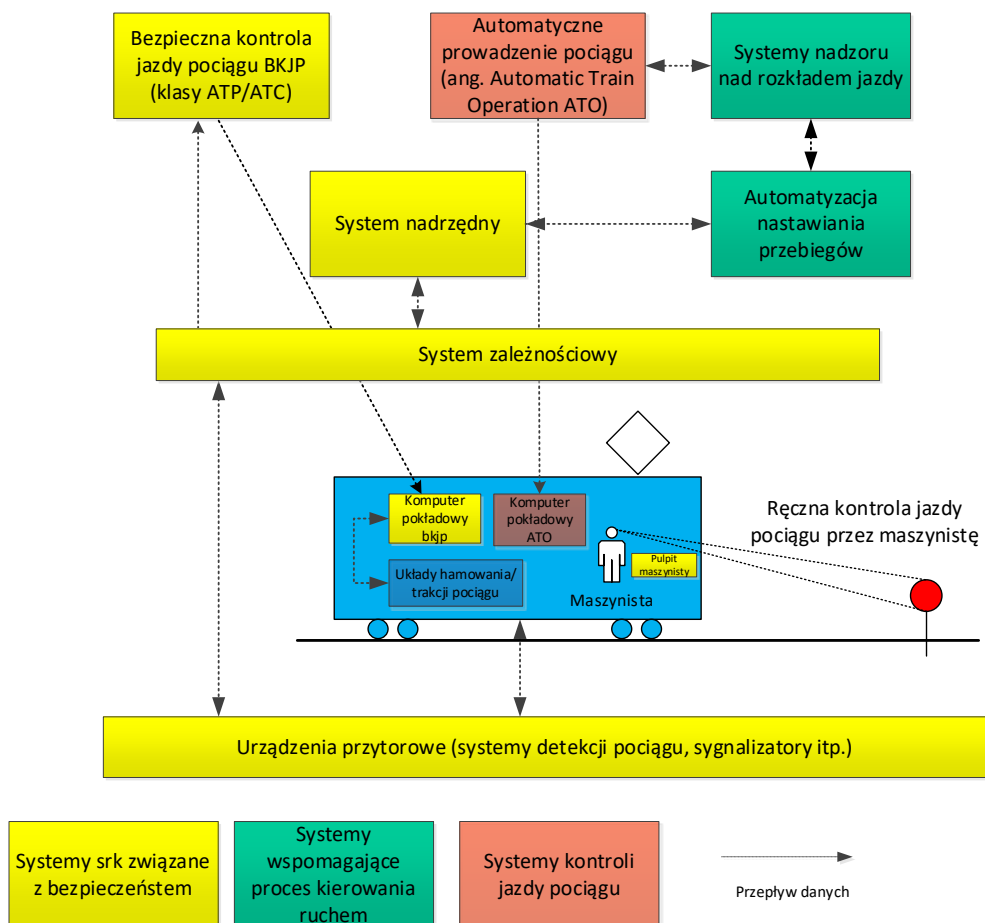 Bezpieczna kontrola
jazdy pociągu BKJP
(klasy ATP/ATC)
Automatyczne
prowadzenie pociągu
(ang. Automatic Train
Operation ATO)
Systemy nadzoru
nad rozkładem jazdy
System nadrzędny
Automatyzacja
nastawiania
przebiegów
System zależnościowy
Komputer
pokładowy
bkjp
Komputer
pokładowy
ATO
Układy hamowania/
trakcji pociągu
Pulpit
maszynisty
Maszynista
Ręczna kontrola jazdy
pociągu przez maszynistę
Urządzenia przytorowe (systemy detekcji pociągu, sygnalizatory itp.)
Systemy srk związane
z bezpieczeństem
Systemy
wspomagające
proces kierowania
ruchem
Systemy kontroli
jazdy pociągu
Przepływ danych